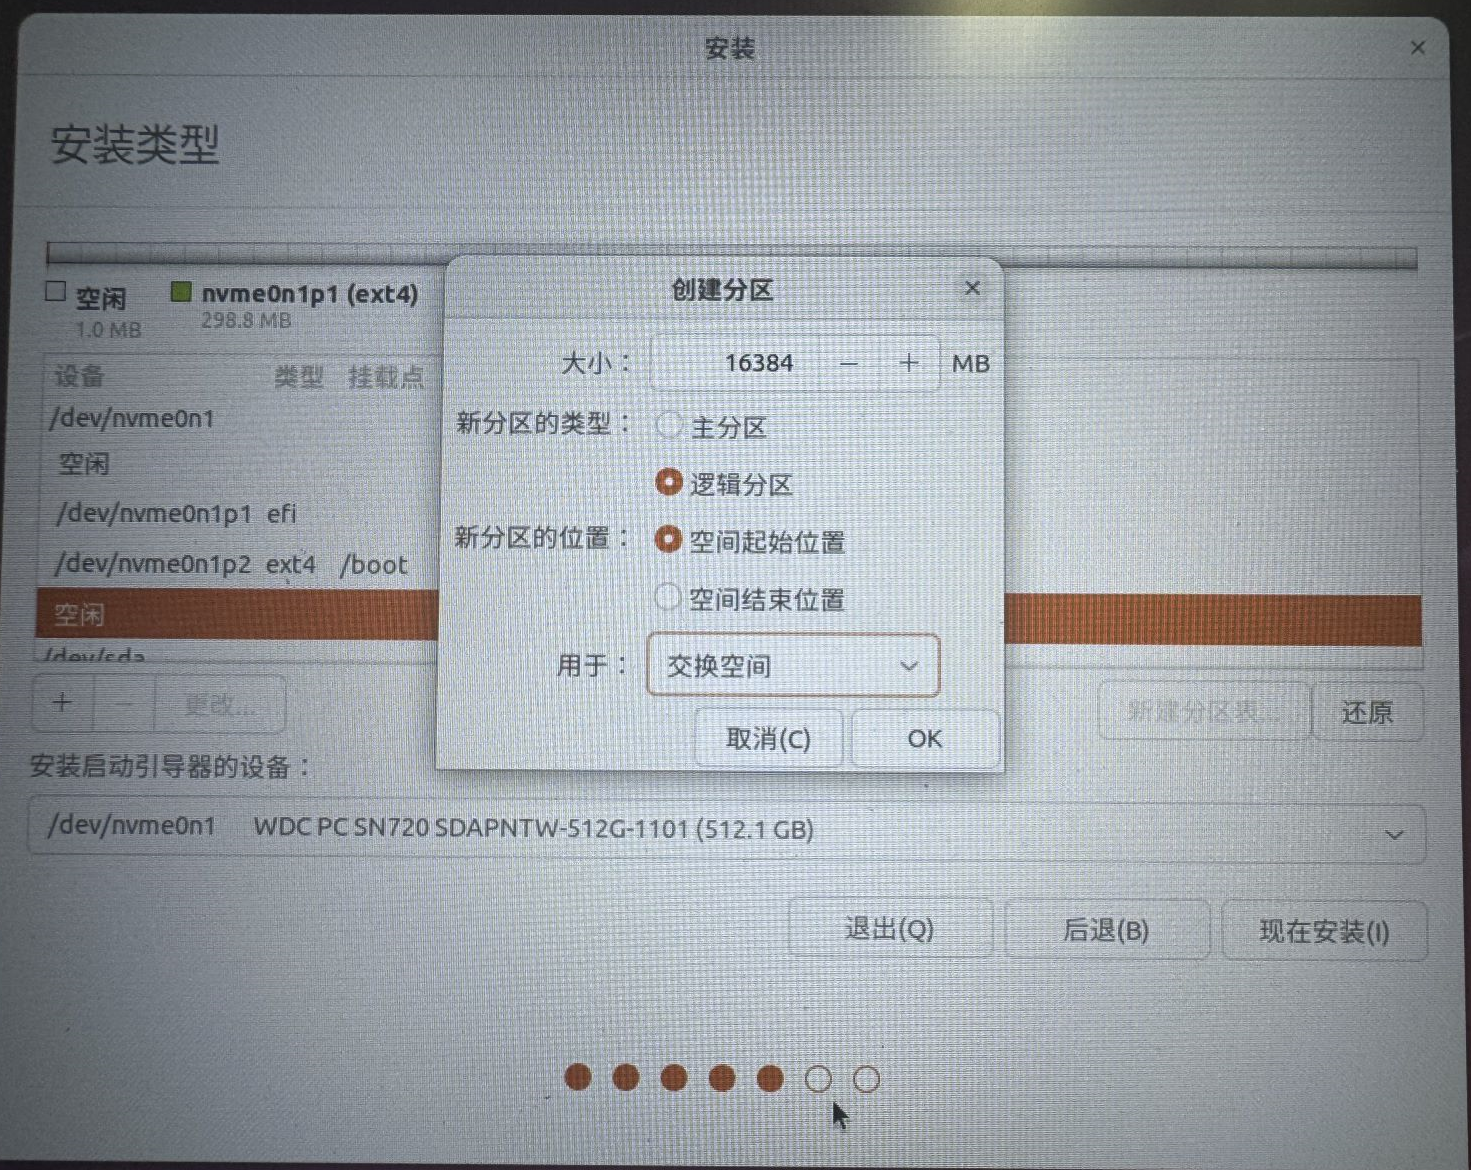 安装
安装类型
空闲
1.0 MB
nvme0n1p1 (ext4)
298.8 MB
设备 类型 挂载点
/dev/nvme0n1
空闲
/dev/nvme0n1p1 efi
/dev/nvme0n1p2 ext4 /boot
空闲
/dev/sda
创建分区
大小： 16384 － ＋ MB
新分区的类型： 主分区
逻辑分区
新分区的位置： 空间起始位置
空间结束位置
用于： 交换空间
取消(C) OK
＋ － 更改... 新建分区表... 还原
安装启动引导器的设备：
/dev/nvme0n1 WDC PC SN720 SDAPNTW-512G-1101 (512.1 GB)
退出(Q) 后退(B) 现在安装(I)